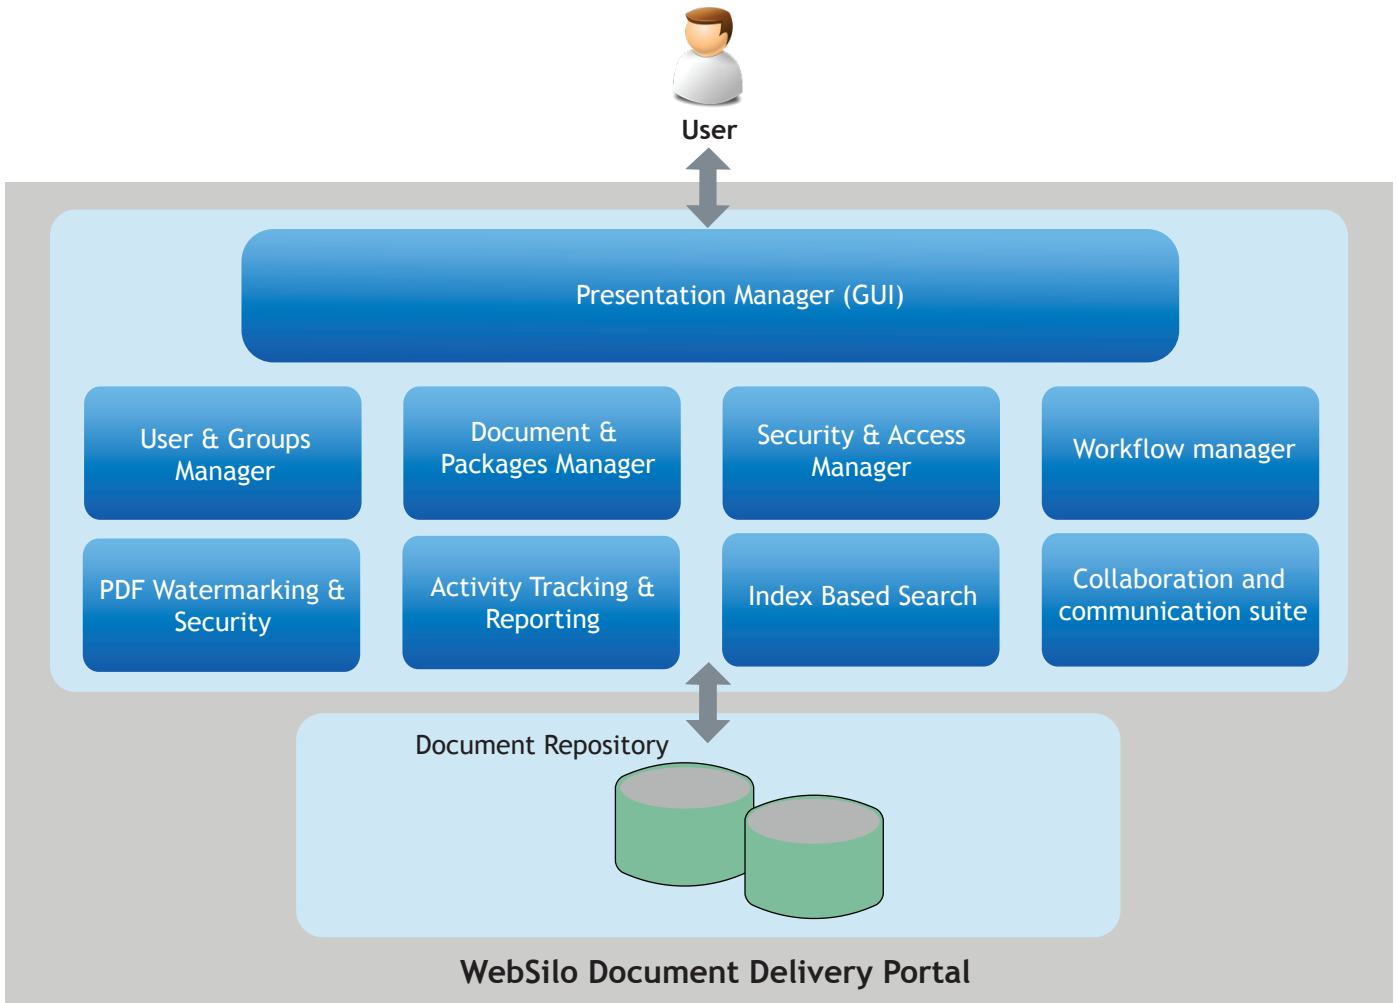 User
Presentation Manager (GUI)
User & Groups
Manager
Document &
Packages Manager
Security & Access
Manager
Workflow manager
PDF Watermarking &
Security
Activity Tracking &
Reporting
Index Based Search
Collaboration and
communication suite
Document Repository
WebSilo Document Delivery Portal